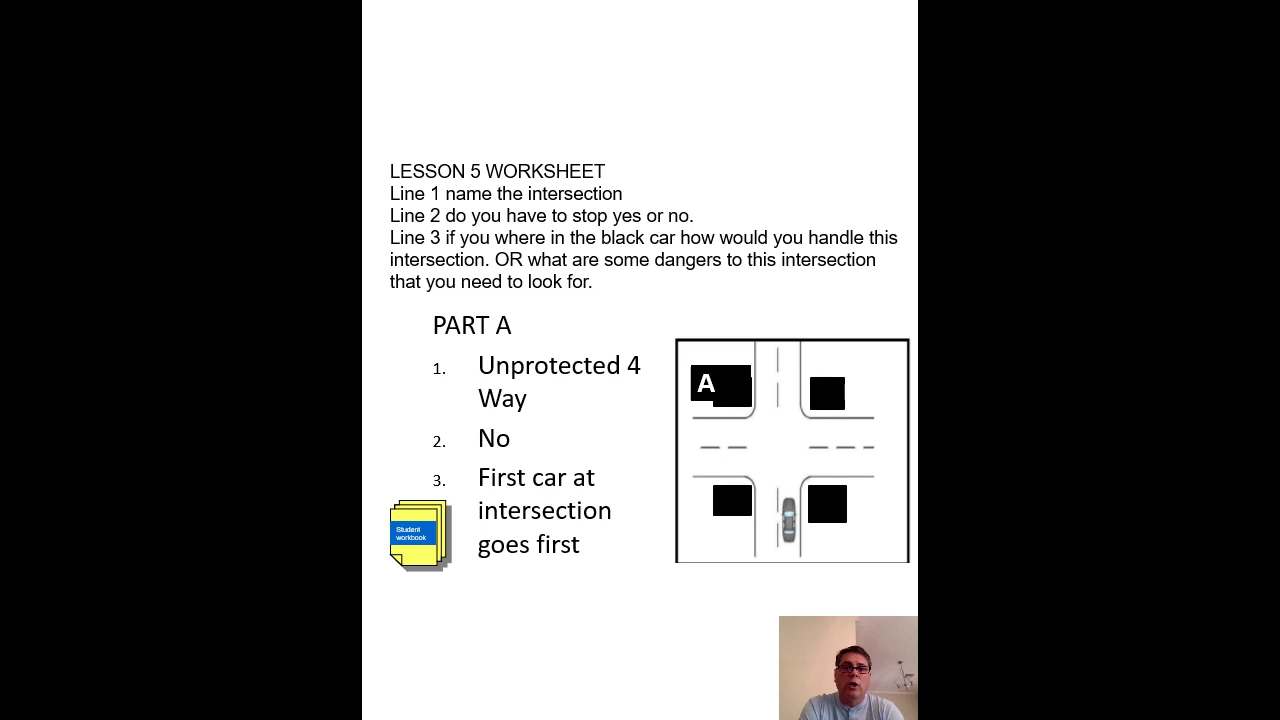 LESSON 5 WORKSHEET
Line 1 name the intersection
Line 2 do you have to stop yes or no.
Line 3 if you where in the black car how would you handle this
intersection. OR what are some dangers to this intersection
that you need to look for.
PART A
1. Unprotected 4
Way
2. No
3. First car at
intersection
goes first
Student
workbook
A